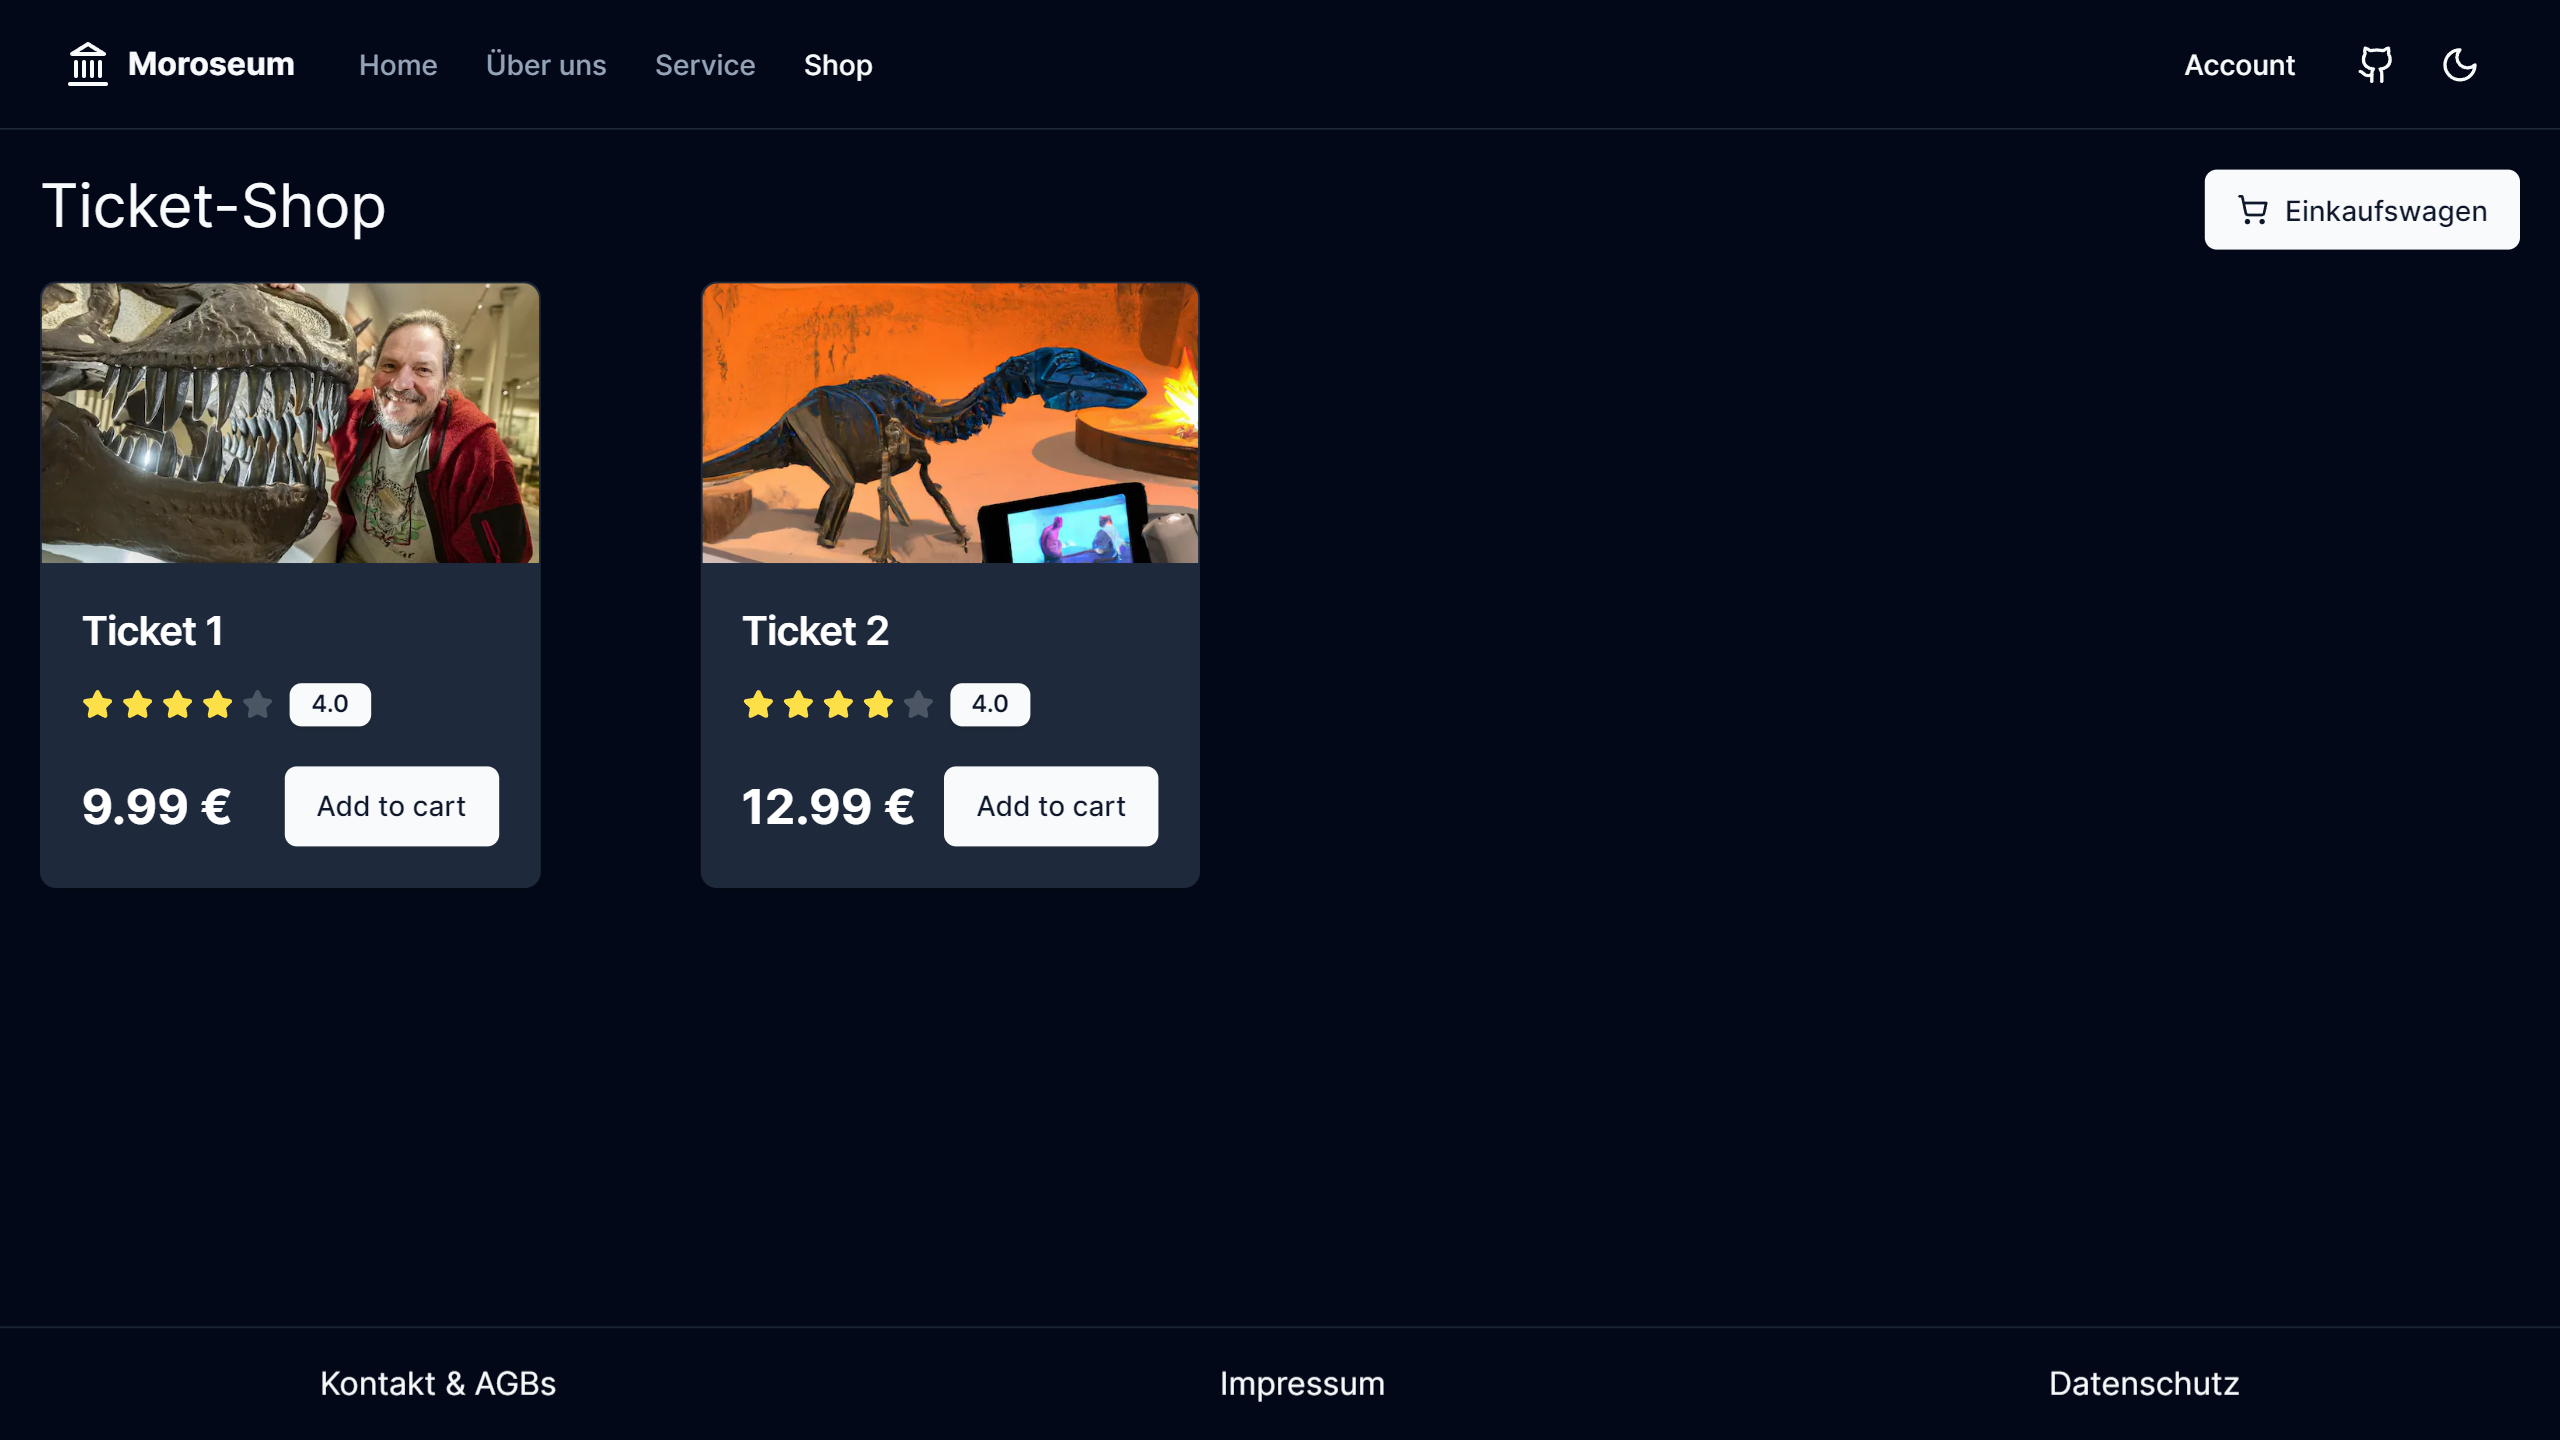 Moroseum Home Über uns Service Shop Account
Ticket-Shop
Einkaufswagen
Ticket 1
4.0
9.99 €
Add to cart
Ticket 2
4.0
12.99 €
Add to cart
Kontakt & AGBs
Impressum
Datenschutz